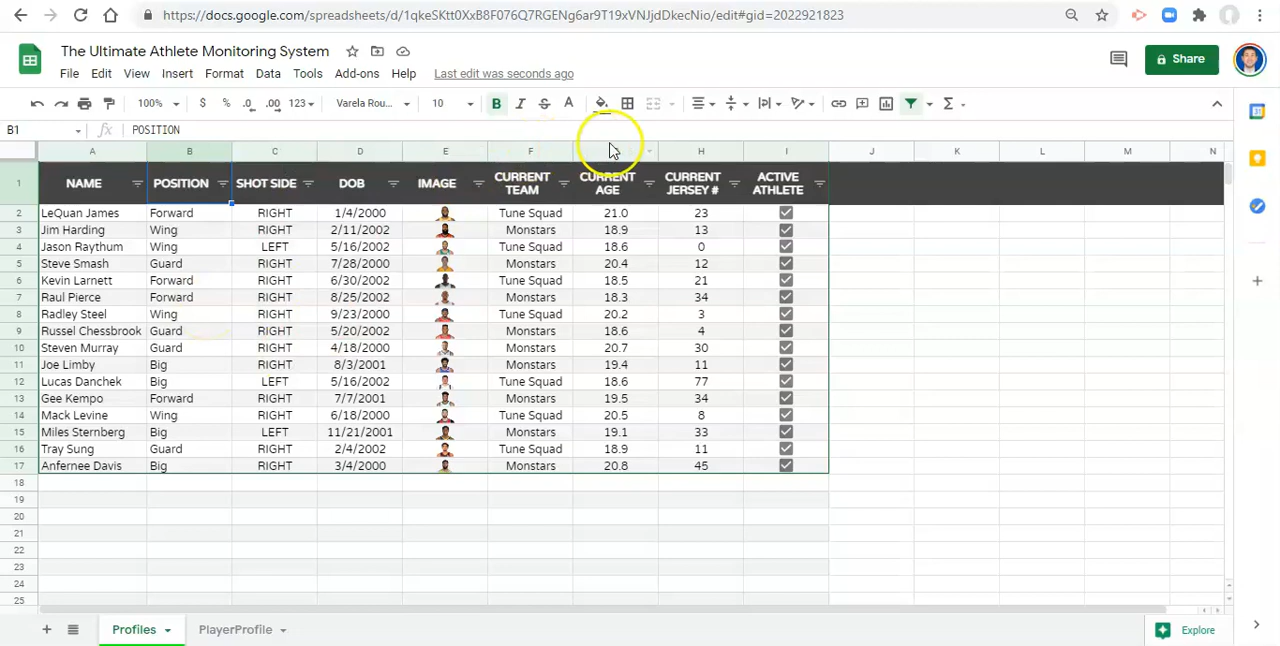 https://docs.google.com/spreadsheets/d/1qkeSKtt0XxB8F076Q7RGENg6ar9T19xVNJjdDkecNio/edit#gid=2022921823
The Ultimate Athlete Monitoring System
File Edit View Insert Format Data Tools Add-ons Help Last edit was seconds ago
Share
100% $ % .0 .00 123 Varela Rou... 10 B I S A Σ
B1 fx POSITION
A B C D E F H I J K L M N
1 NAME POSITION SHOT SIDE DOB IMAGE CURRENT TEAM CURRENT AGE CURRENT JERSEY # ACTIVE ATHLETE
2 LeQuan James Forward RIGHT 1/4/2000 Tune Squad 21.0 23
3 Jim Harding Wing RIGHT 2/11/2002 Monstars 18.9 13
4 Jason Raythum Wing LEFT 5/16/2002 Tune Squad 18.6 0
5 Steve Smash Guard RIGHT 7/28/2000 Monstars 20.4 12
6 Kevin Larnett Forward RIGHT 6/30/2002 Tune Squad 18.5 21
7 Raul Pierce Forward RIGHT 8/25/2002 Monstars 18.3 34
8 Radley Steel Wing RIGHT 9/23/2000 Tune Squad 20.2 3
9 Russel Chessbrook Guard RIGHT 5/20/2002 Monstars 18.6 4
10 Steven Murray Guard RIGHT 4/18/2000 Monstars 20.7 30
11 Joe Limby Big RIGHT 8/3/2001 Monstars 19.4 11
12 Lucas Danchek Big LEFT 5/16/2002 Tune Squad 18.6 77
13 Gee Kempo Forward RIGHT 7/7/2001 Monstars 19.5 34
14 Mack Levine Wing RIGHT 6/18/2000 Tune Squad 20.5 8
15 Miles Sternberg Big LEFT 11/21/2001 Monstars 19.1 33
16 Tray Sung Guard RIGHT 2/4/2002 Tune Squad 18.9 11
17 Anfernee Davis Big RIGHT 3/4/2000 Monstars 20.8 45
18
19
20
21
22
23
24
25
Profiles PlayerProfile Explore